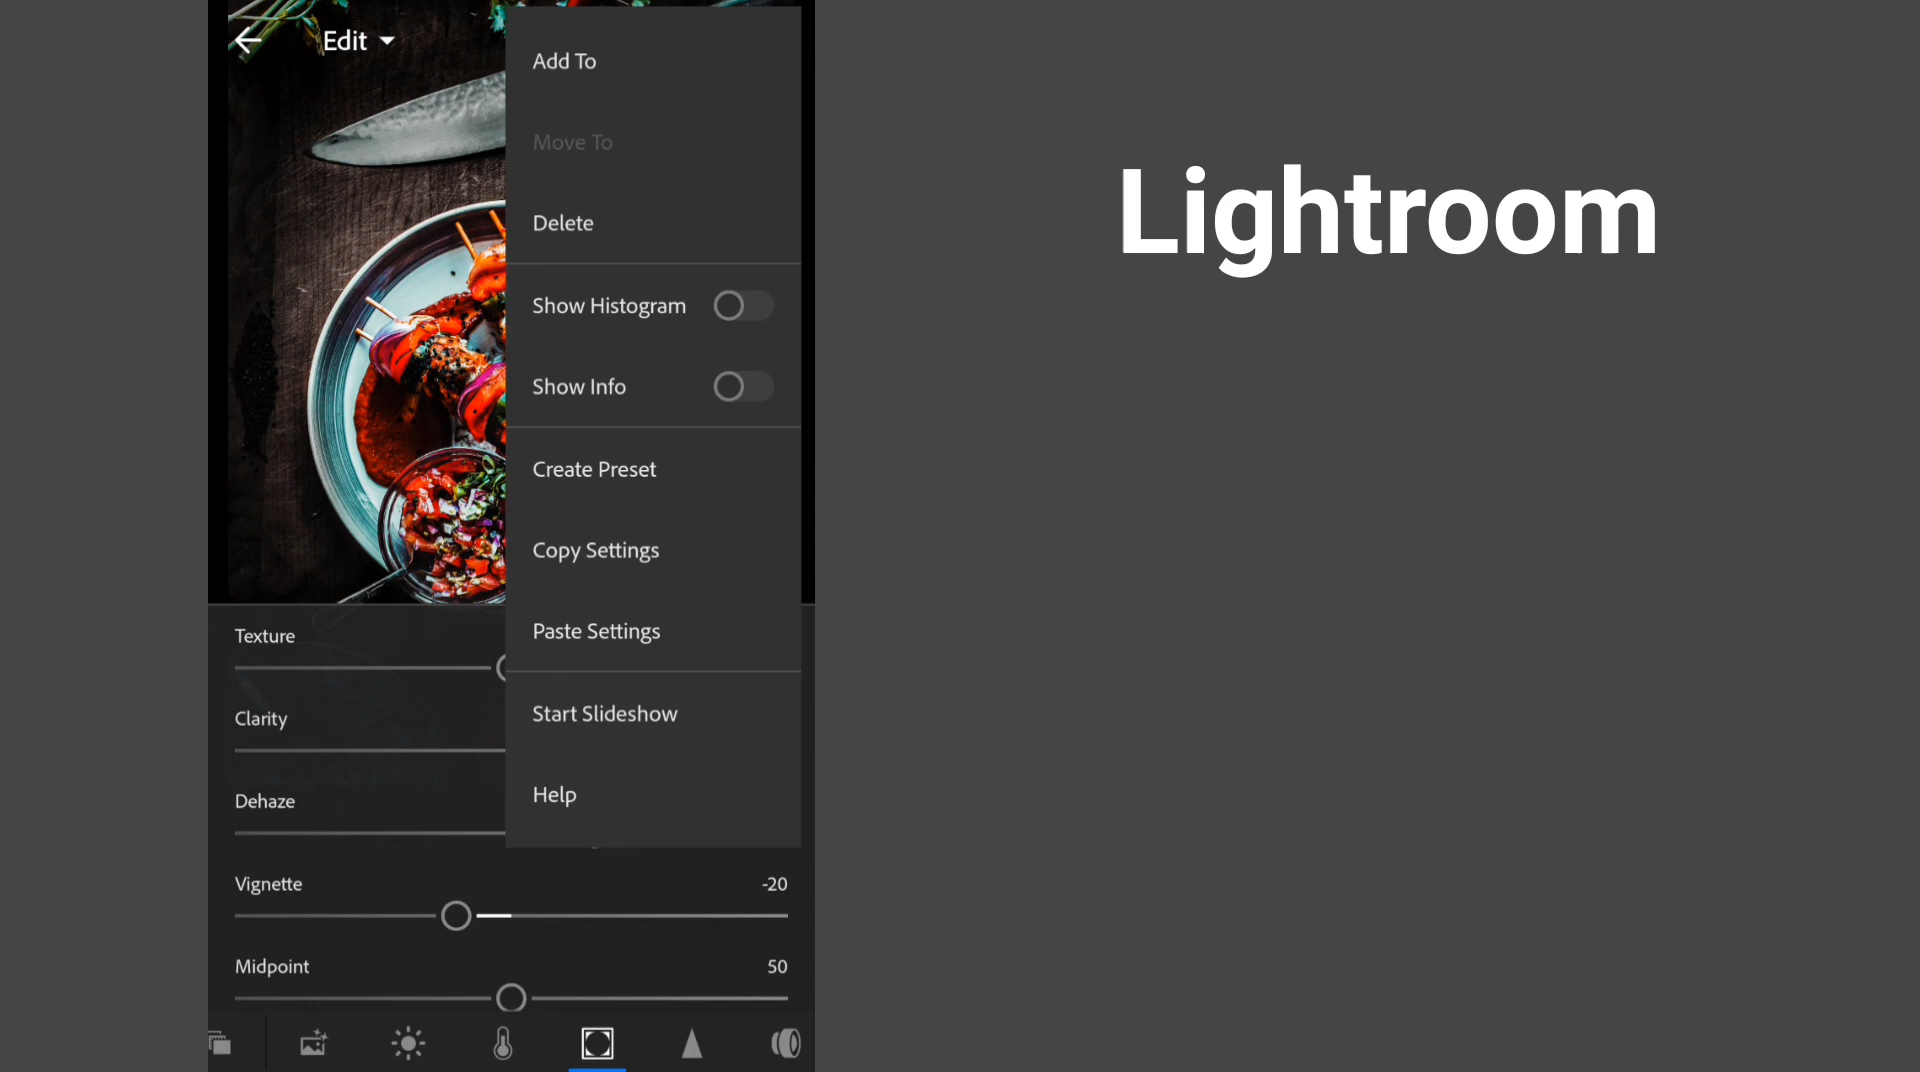 Edit
Add To
Move To
Delete
Show Histogram
Show Info
Create Preset
Copy Settings
Paste Settings
Start Slideshow
Help
Texture
Clarity
Dehaze
Vignette -20
Midpoint 50
Lightroom